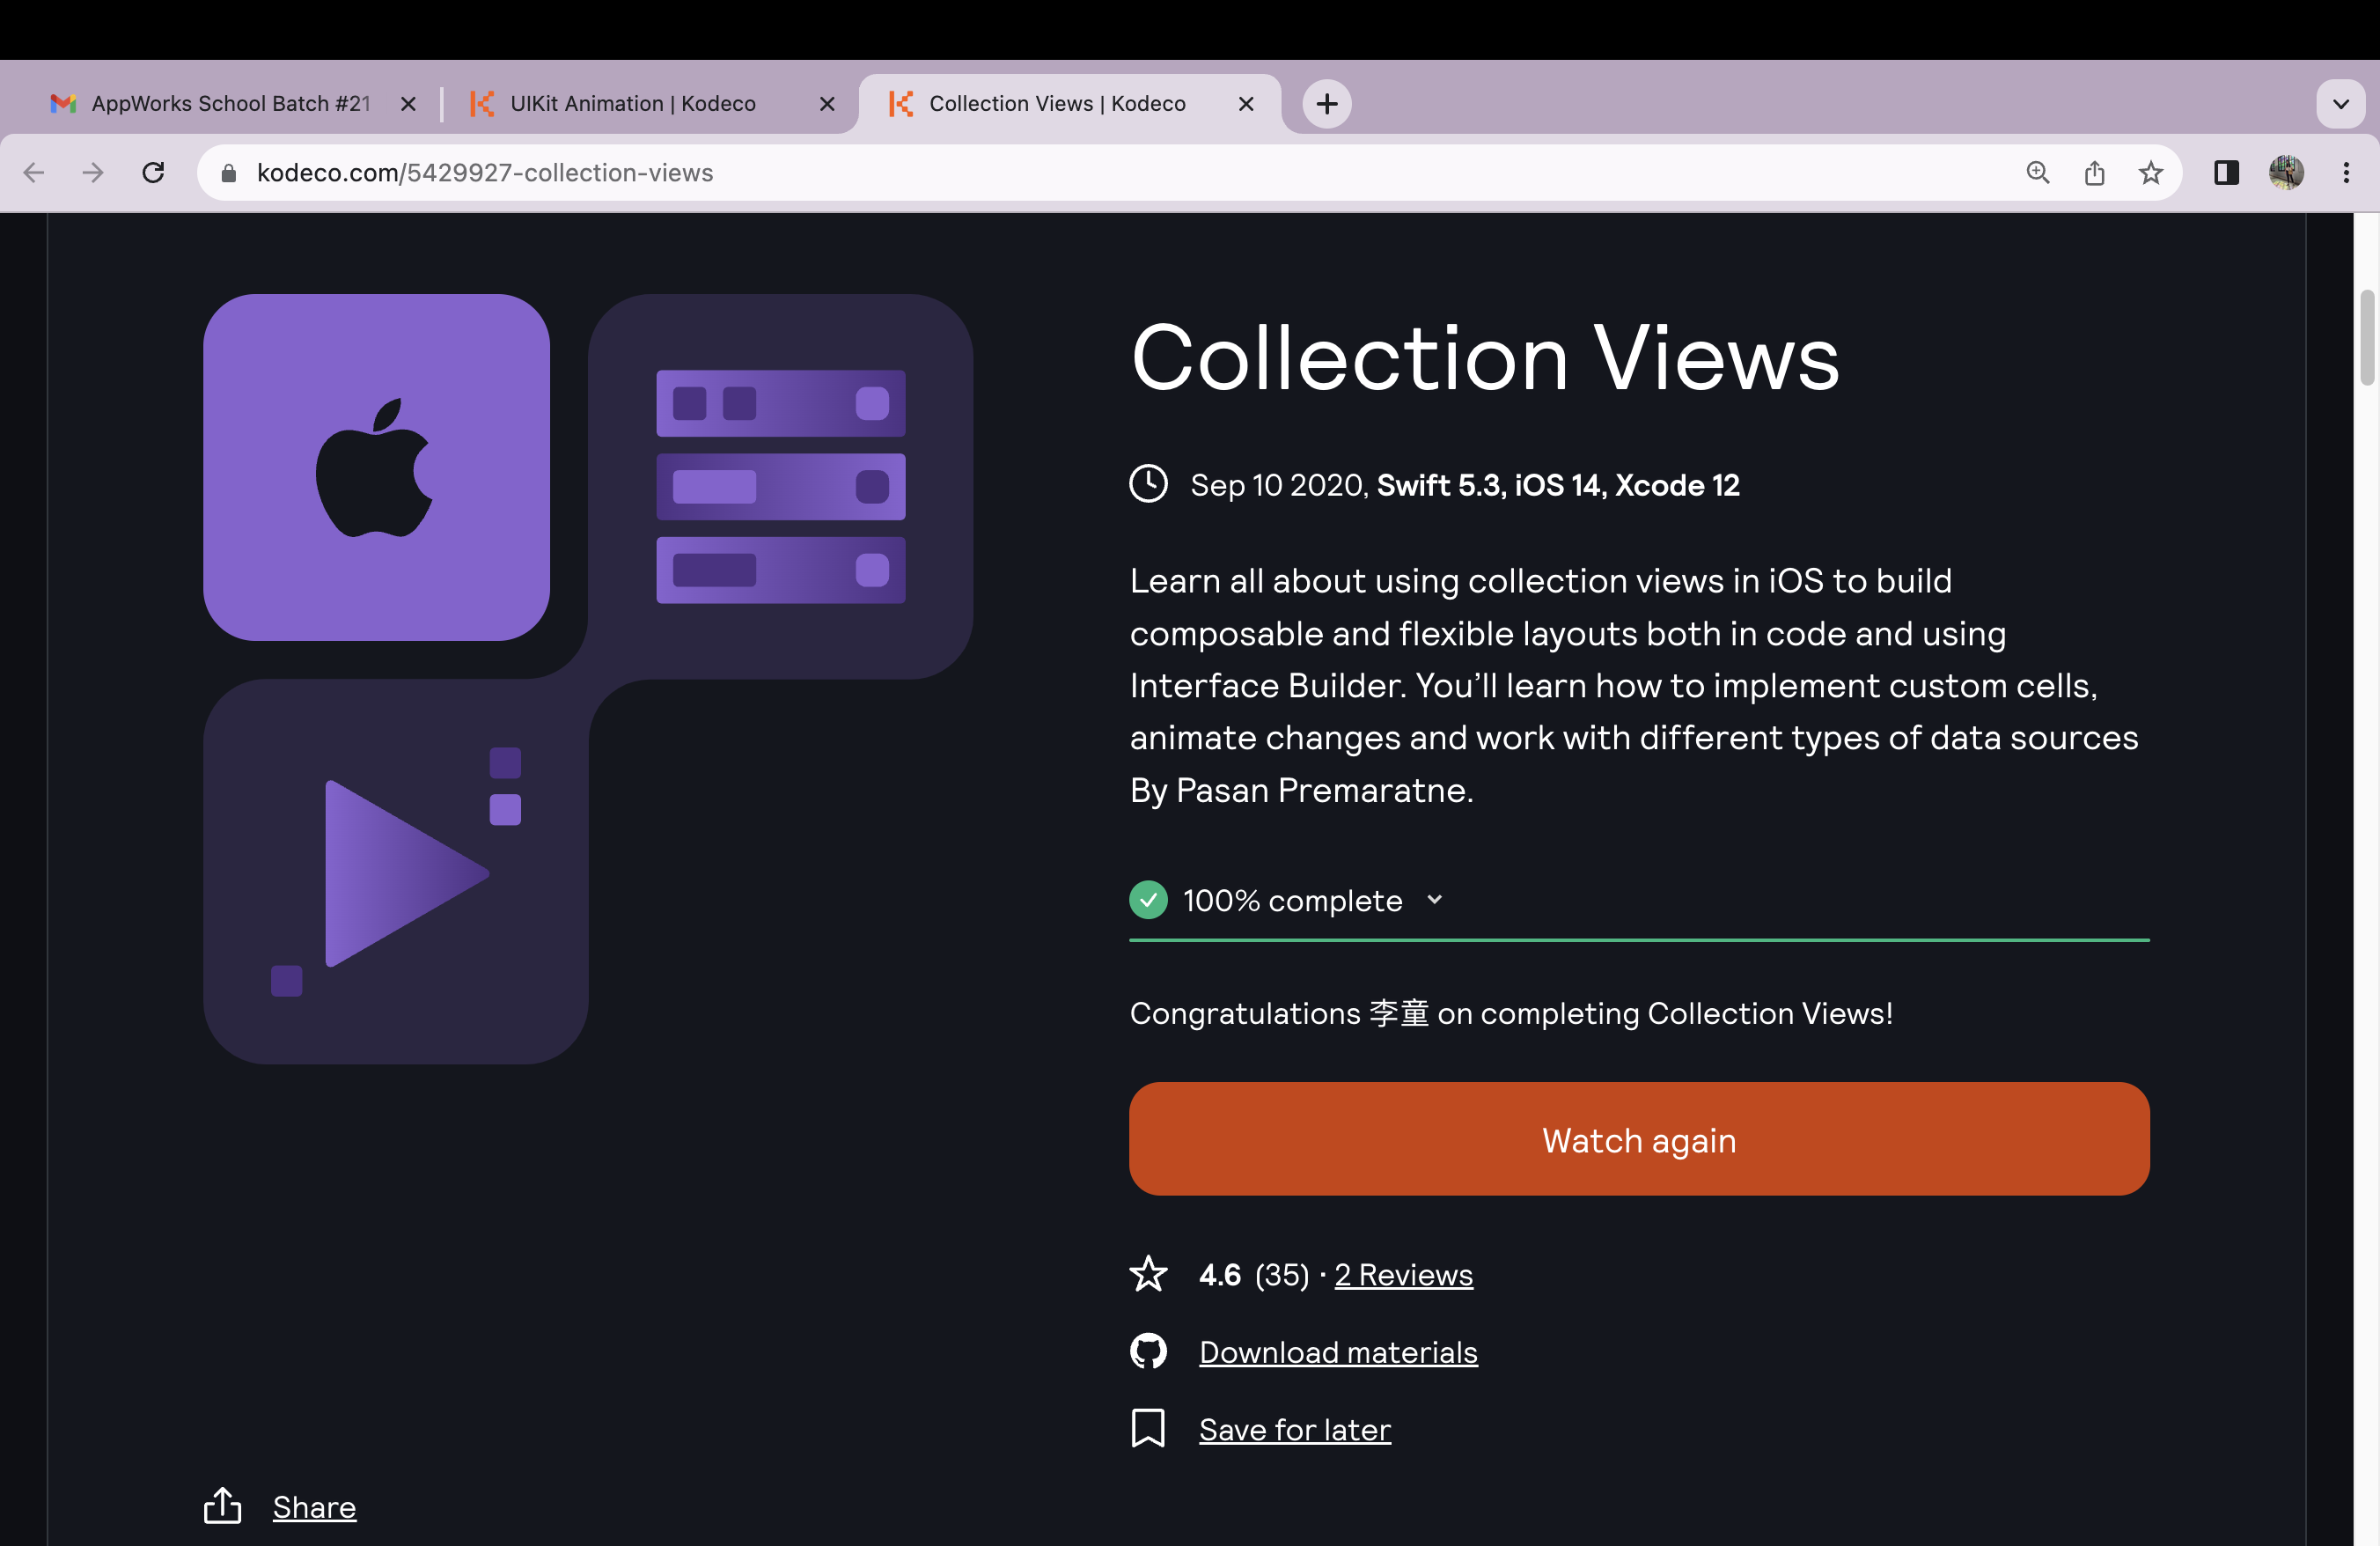 AppWorks School Batch #21
UIKit Animation | Kodeco
Collection Views | Kodeco
kodeco.com/5429927-collection-views
Collection Views
Sep 10 2020, Swift 5.3, iOS 14, Xcode 12
Learn all about using collection views in iOS to build
composable and flexible layouts both in code and using
Interface Builder. You’ll learn how to implement custom cells,
animate changes and work with different types of data sources
By Pasan Premaratne.
100% complete
Congratulations 李童 on completing Collection Views!
Watch again
4.6 (35) · 2 Reviews
Download materials
Save for later
Share